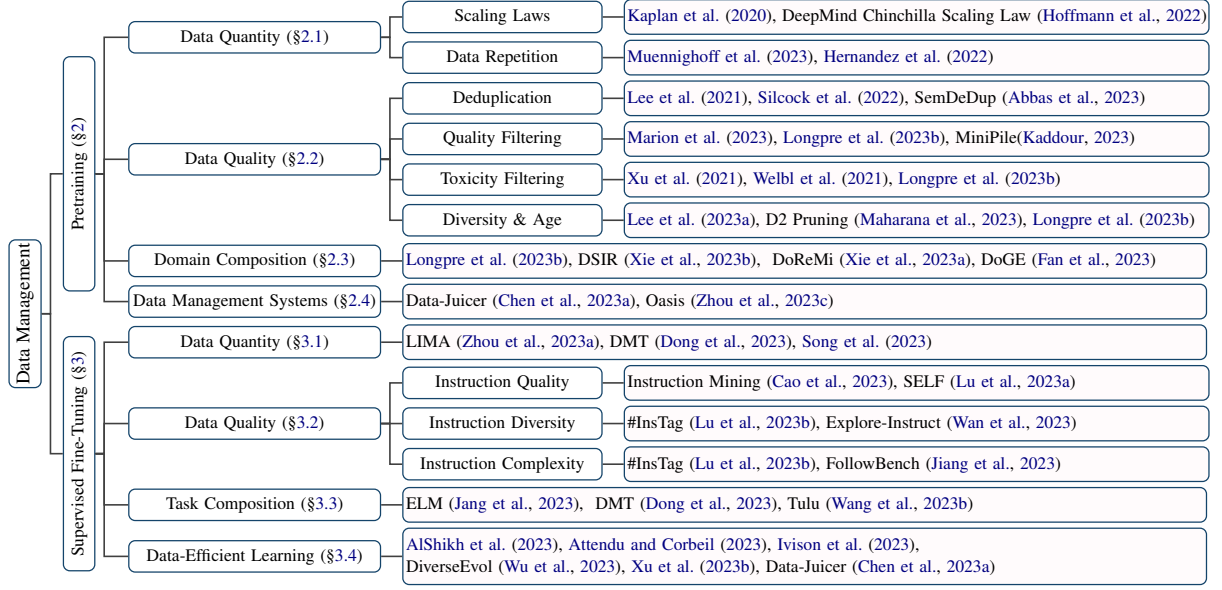 Data Management
Pretraining (§2)
Data Quantity (§2.1)
Scaling Laws
Kaplan et al. (2020), DeepMind Chinchilla Scaling Law (Hoffmann et al., 2022)
Data Repetition
Muennighoff et al. (2023), Hernandez et al. (2022)
Data Quality (§2.2)
Deduplication
Lee et al. (2021), Silcock et al. (2022), SemDeDup (Abbas et al., 2023)
Quality Filtering
Marion et al. (2023), Longpre et al. (2023b), MiniPile(Kaddour, 2023)
Toxicity Filtering
Xu et al. (2021), Welbl et al. (2021), Longpre et al. (2023b)
Diversity & Age
Lee et al. (2023a), D2 Pruning (Maharana et al., 2023), Longpre et al. (2023b)
Domain Composition (§2.3)
Longpre et al. (2023b), DSIR (Xie et al., 2023b), DoReMi (Xie et al., 2023a), DoGE (Fan et al., 2023)
Data Management Systems (§2.4)
Data-Juicer (Chen et al., 2023a), Oasis (Zhou et al., 2023c)
Supervised Fine-Tuning (§3)
Data Quantity (§3.1)
LIMA (Zhou et al., 2023a), DMT (Dong et al., 2023), Song et al. (2023)
Data Quality (§3.2)
Instruction Quality
Instruction Mining (Cao et al., 2023), SELF (Lu et al., 2023a)
Instruction Diversity
#InsTag (Lu et al., 2023b), Explore-Instruct (Wan et al., 2023)
Instruction Complexity
#InsTag (Lu et al., 2023b), FollowBench (Jiang et al., 2023)
Task Composition (§3.3)
ELM (Jang et al., 2023), DMT (Dong et al., 2023), Tulu (Wang et al., 2023b)
Data-Efficient Learning (§3.4)
AlShikh et al. (2023), Attendu and Corbeil (2023), Ivison et al. (2023),
DiverseEvol (Wu et al., 2023), Xu et al. (2023b), Data-Juicer (Chen et al., 2023a)